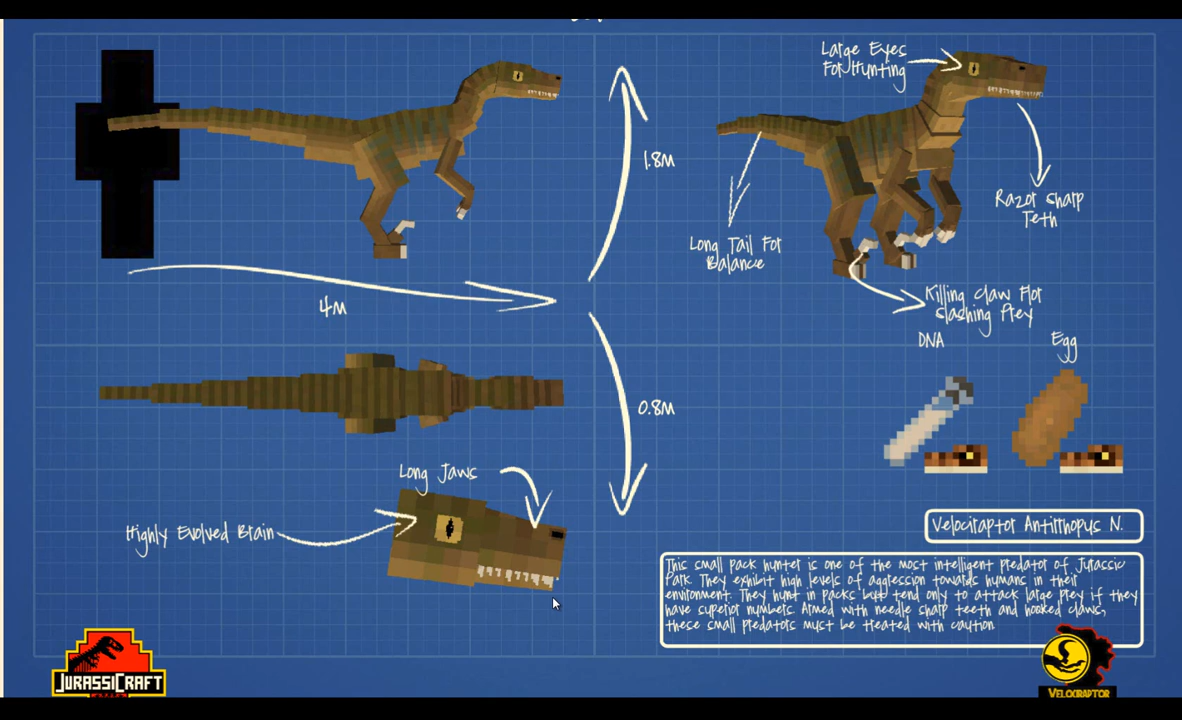 Large Eyes
For Hunting
1.8M
Razor Sharp
Teth
Long Tail For
Balance
4M
Killing Claw Flor
slashing Prey
DNA
Egg
0.8M
Long Jaws
Highly Evolved Brain
Velociraptor Antirrhopus N.
This small pack hunter is one of the most intelligent predator of Jurassic
Park. They exhibit high levels of aggression towards humans in their
environment. They hunt in packs but tend only to attack large prey if they
have superior numbers. Armed with needle sharp teeth and hooked claws,
these small predators must be treated with caution
JURASSICRAFT
VELOCIRAPTOR